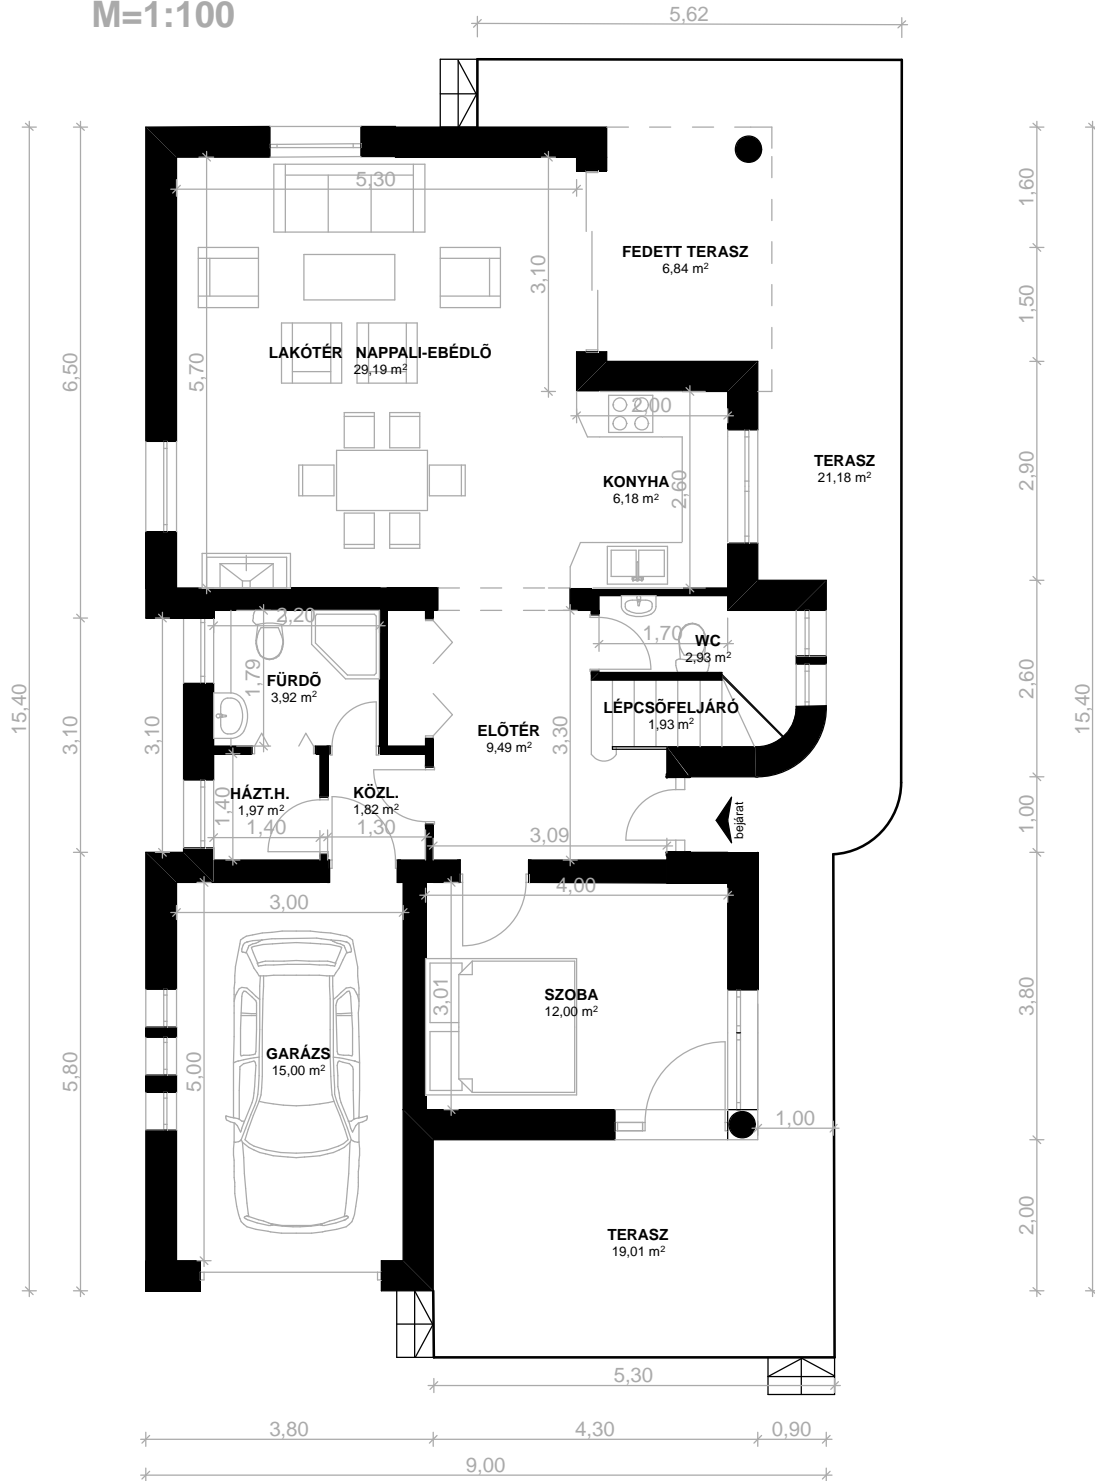 M=1:100
5,62
5,30
3,10
FEDETT TERASZ
6,84 m²
1,60
1,50
6,50
5,70
LAKÓTÉR NAPPALI-EBÉDLÕ
29,19 m²
2,00
KONYHA
6,18 m²
2,60
TERASZ
21,18 m²
2,90
2,20
1,79
FÜRDÕ
3,92 m²
1,70
WC
2,93 m²
2,60
LÉPCSÕFELJÁRÓ
1,93 m²
15,40
3,10
3,10
ELÕTÉR
9,49 m²
3,30
15,40
HÁZT.H.
1,97 m²
1,40
1,40
KÖZL.
1,82 m²
1,30
3,09
bejárat
1,00
3,00
4,00
3,01
SZOBA
12,00 m²
3,80
GARÁZS
15,00 m²
5,00
5,80
1,00
TERASZ
19,01 m²
2,00
5,30
3,80
4,30
0,90
9,00